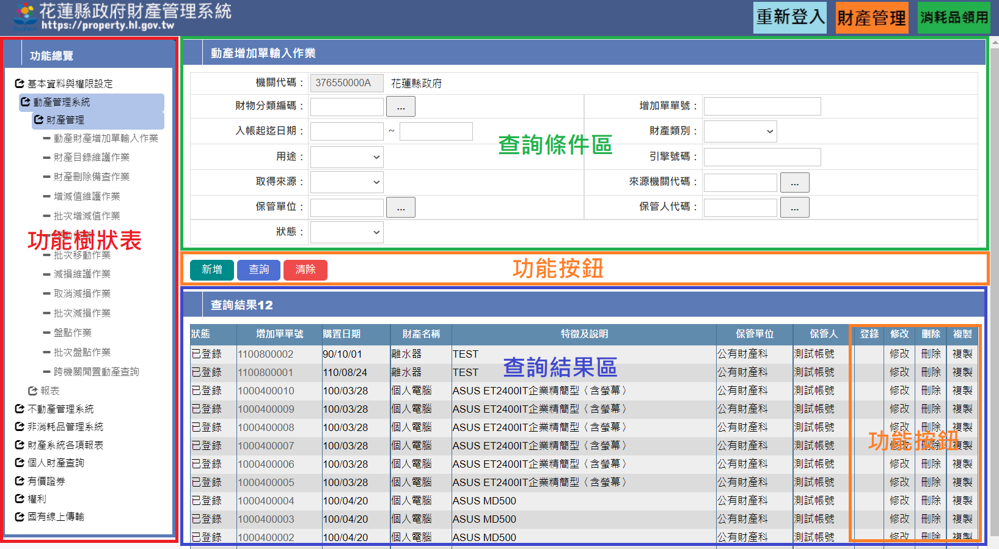 花蓮縣政府財產管理系統
https://property.hl.gov.tw
重新登入 財產管理 消耗品領用
功能總覽
基本資料與權限設定
動產管理系統
財產管理
動產財產增加單輸入作業
財產目錄維護作業
財產刪除備查作業
增減值維護作業
批次增減值作業
功能樹狀表
批次移動作業
減損維護作業
取消減損作業
批次減損作業
盤點作業
批次盤點作業
跨機關閒置動產查詢
報表
不動產管理系統
非消耗品管理系統
財產系統各項報表
個人財產查詢
有價證券
權利
國有線上傳輸
動產增加單輸入作業
機關代碼： 376550000A 花蓮縣政府
財物分類編碼： ... 增加單單號：
入帳起迄日期： ~ 財產類別：
查詢條件區
用途： 引擎號碼：
取得來源： 來源機關代碼： ...
保管單位： ... 保管人代碼： ...
狀態：
新增 查詢 清除 功能按鈕
查詢結果12
狀態 增加單單號 購置日期 財產名稱 特徵及說明 保管單位 保管人 登錄 修改 刪除 複製
已登錄 1100800002 90/10/01 離水器 TEST 公有財產科 測試帳號 修改 刪除 複製
查詢結果區
已登錄 1100800001 110/08/24 離水器 TEST 公有財產科 測試帳號 修改 刪除 複製
已登錄 1000400010 100/03/28 個人電腦 ASUS ET2400IT企業精簡型（含螢幕） 公有財產科 測試帳號 修改 刪除 複製
已登錄 1000400009 100/03/28 個人電腦 ASUS ET2400IT企業精簡型（含螢幕） 公有財產科 測試帳號 修改 刪除 複製
已登錄 1000400008 100/03/28 個人電腦 ASUS ET2400IT企業精簡型（含螢幕） 公有財產科 測試帳號 修改 刪除 複製
功能按鈕
已登錄 1000400007 100/03/28 個人電腦 ASUS ET2400IT企業精簡型（含螢幕） 公有財產科 測試帳號 修改 刪除 複製
已登錄 1000400006 100/03/28 個人電腦 ASUS ET2400IT企業精簡型（含螢幕） 公有財產科 測試帳號 修改 刪除 複製
已登錄 1000400005 100/03/28 個人電腦 ASUS ET2400IT企業精簡型（含螢幕） 公有財產科 測試帳號 修改 刪除 複製
已登錄 1000400004 100/04/20 個人電腦 ASUS MD500 公有財產科 測試帳號 修改 刪除 複製
已登錄 1000400003 100/04/20 個人電腦 ASUS MD500 公有財產科 測試帳號 修改 刪除 複製
已登錄 1000400002 100/04/20 個人電腦 ASUS MD500 公有財產科 測試帳號 修改 刪除 複製